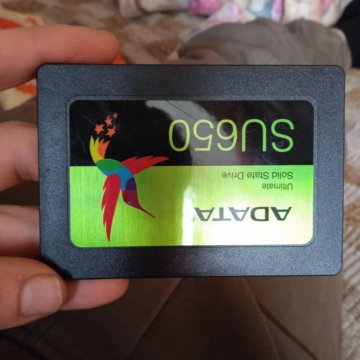 ADATA
Ultimate
Solid State Drive
SU650